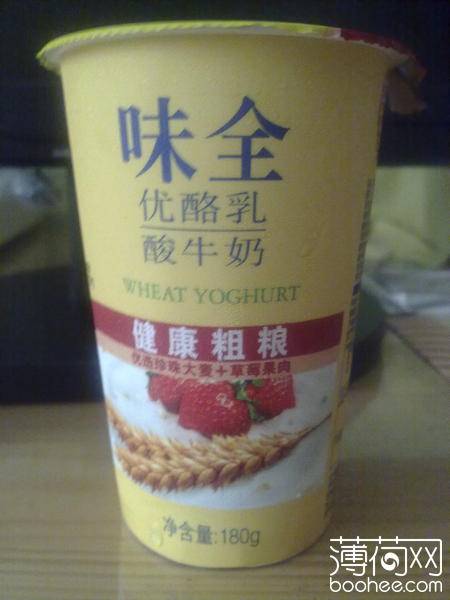 味全
优酪乳
酸牛奶
WHEAT YOGHURT
健康粗粮
优选珍珠大麦+草莓果肉
净含量:180g
薄荷网
boohee.com